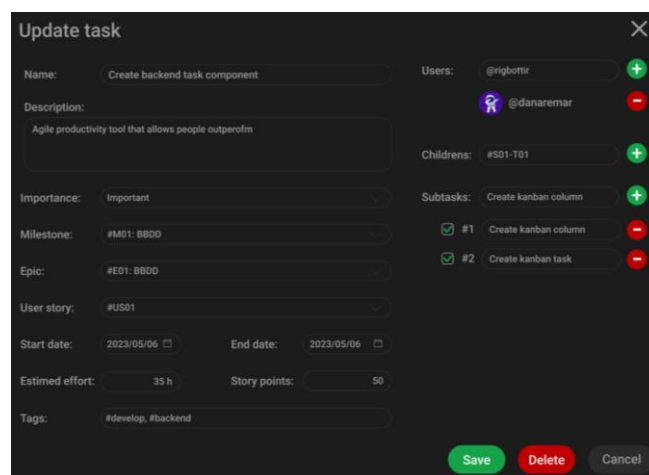 Update task
Name: Create backend task component
Description:
Agile productivity tool that allows people outperofm
Importance: Important
Milestone: #M01: BBDD
Epic: #E01: BBDD
User story: #US01
Start date: 2023/05/06 End date: 2023/05/06
Estimed effort: 35 h Story points: 50
Tags: #develop, #backend
Users: @rigbottir
@danaremar
Childrens: #S01-T01
Subtasks: Create kanban column
#1 Create kanban column
#2 Create kanban task
Save Delete Cancel